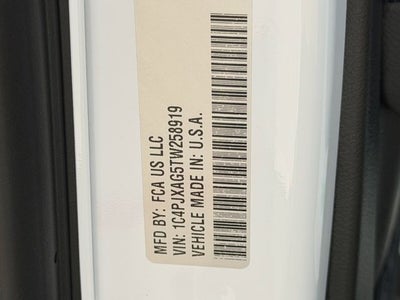 MFD BY: FCA US LLC
VIN: 1C4PJXAG5TW258919
VEHICLE MADE IN: U.S.A.